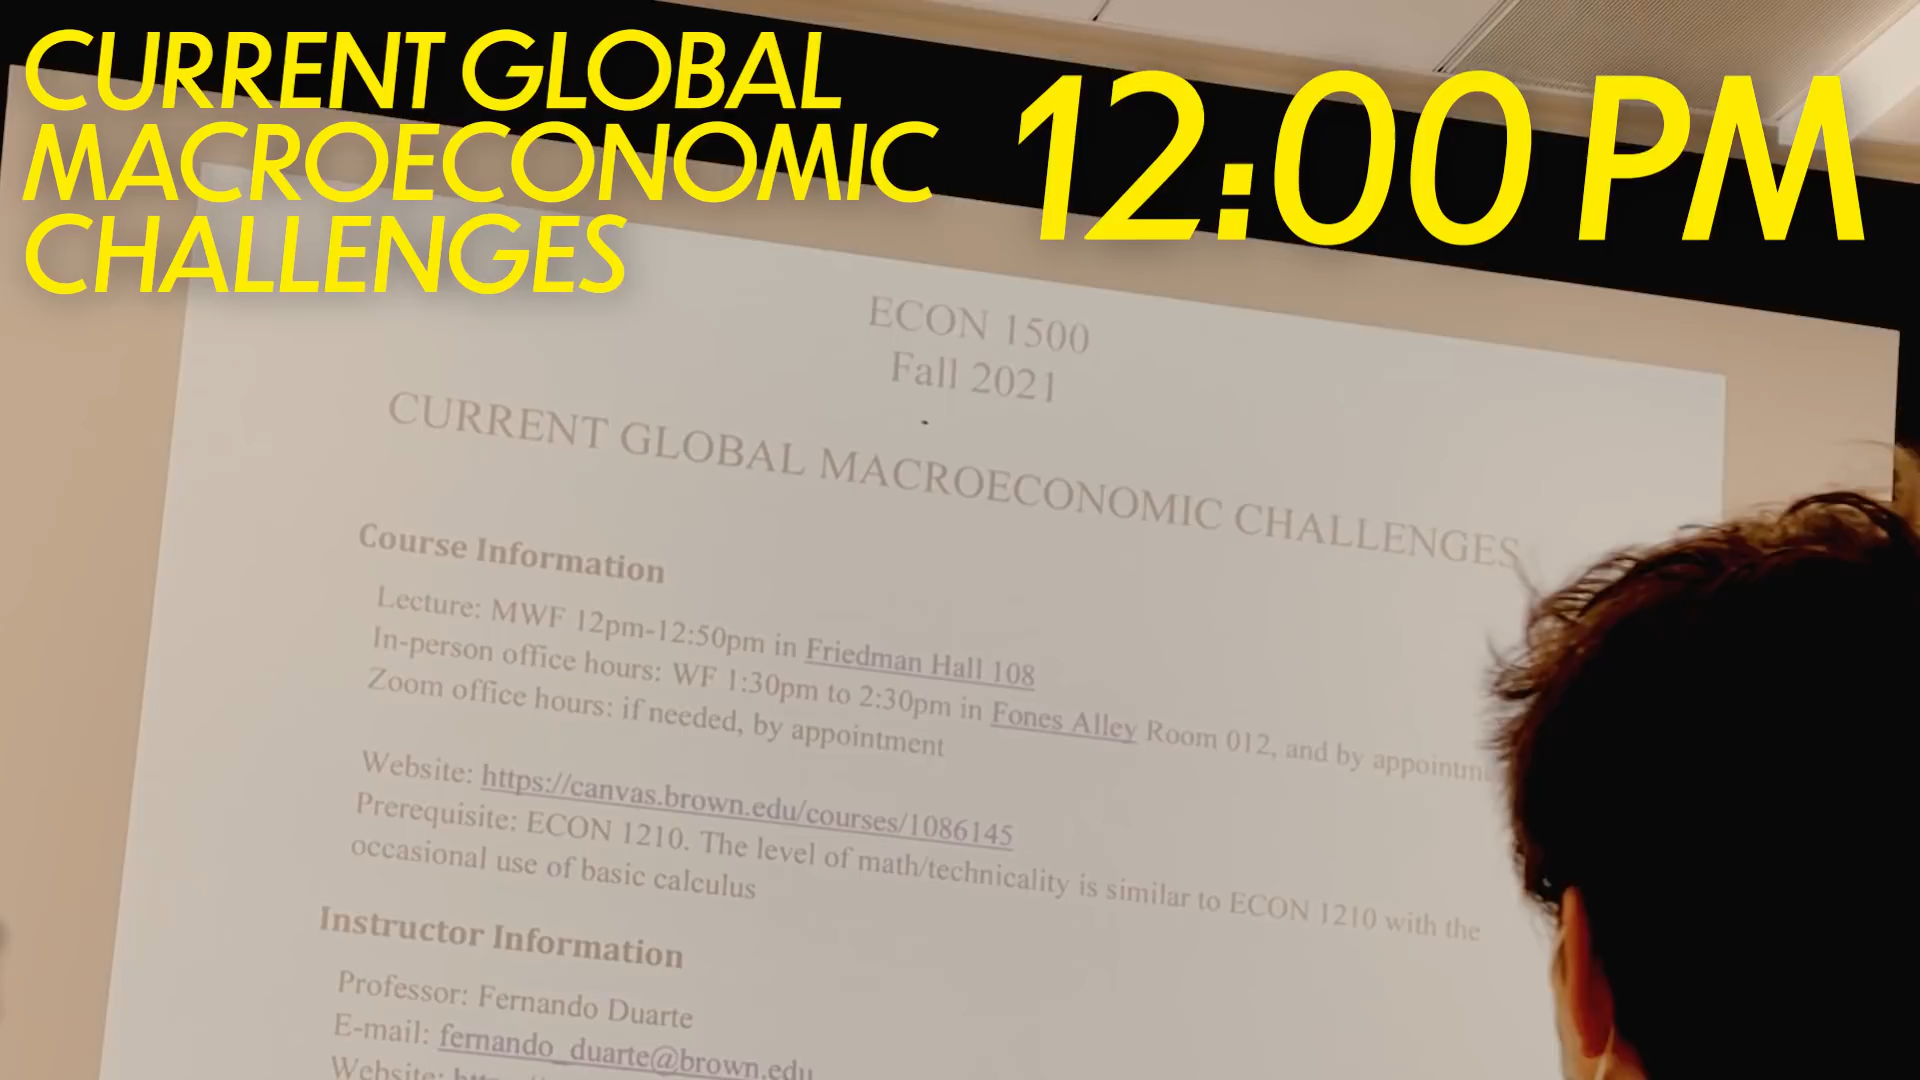 CURRENT GLOBAL
MACROECONOMIC
CHALLENGES
12:00 PM
ECON 1500
Fall 2021
CURRENT GLOBAL MACROECONOMIC CHALLENGES
Course Information
Lecture: MWF 12pm-12:50pm in Friedman Hall 108
In-person office hours: WF 1:30pm to 2:30pm in Fones Alley Room 012, and by appointm
Zoom office hours: if needed, by appointment
Website: https://canvas.brown.edu/courses/1086145
Prerequisite: ECON 1210. The level of math/technicality is similar to ECON 1210 with the
occasional use of basic calculus
Instructor Information
Professor: Fernando Duarte
E-mail: fernando_duarte@brown.edu
Website: